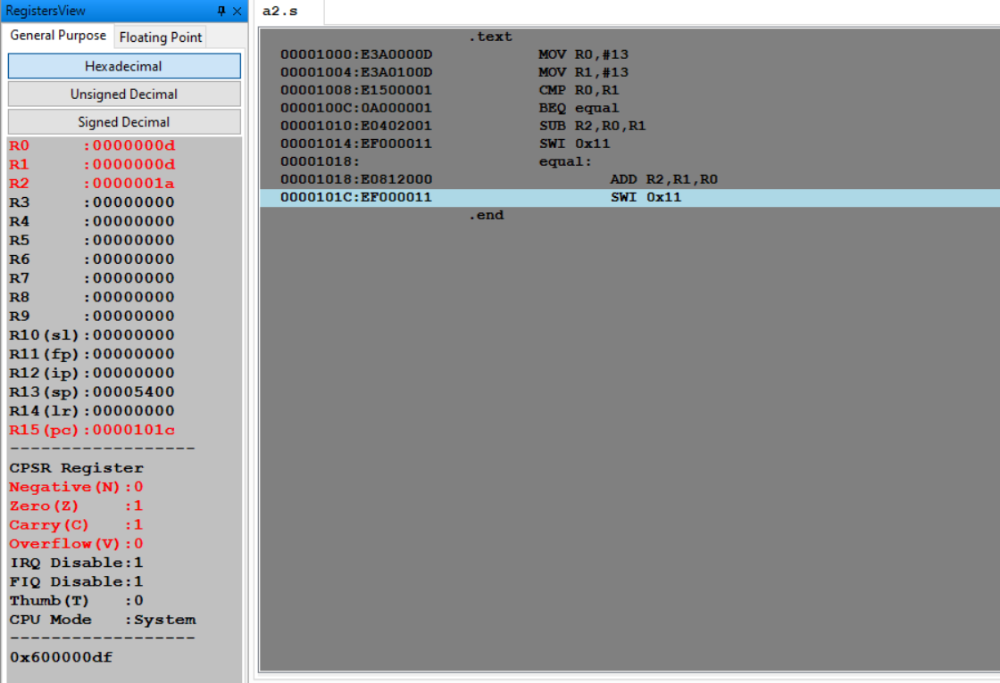 RegistersView
General Purpose Floating Point
Hexadecimal
Unsigned Decimal
Signed Decimal
R0 :0000000d
R1 :0000000d
R2 :0000001a
R3 :00000000
R4 :00000000
R5 :00000000
R6 :00000000
R7 :00000000
R8 :00000000
R9 :00000000
R10(sl):00000000
R11(fp):00000000
R12(ip):00000000
R13(sp):00005400
R14(lr):00000000
R15(pc):0000101c
------------------
CPSR Register
Negative(N):0
Zero(Z) :1
Carry(C) :1
Overflow(V):0
IRQ Disable:1
FIQ Disable:1
Thumb(T) :0
CPU Mode :System
------------------
0x600000df
a2.s
.text
00001000:E3A0000D MOV R0,#13
00001004:E3A0100D MOV R1,#13
00001008:E1500001 CMP R0,R1
0000100C:0A000001 BEQ equal
00001010:E0402001 SUB R2,R0,R1
00001014:EF000011 SWI 0x11
00001018: equal:
00001018:E0812000 ADD R2,R1,R0
0000101C:EF000011 SWI 0x11
.end